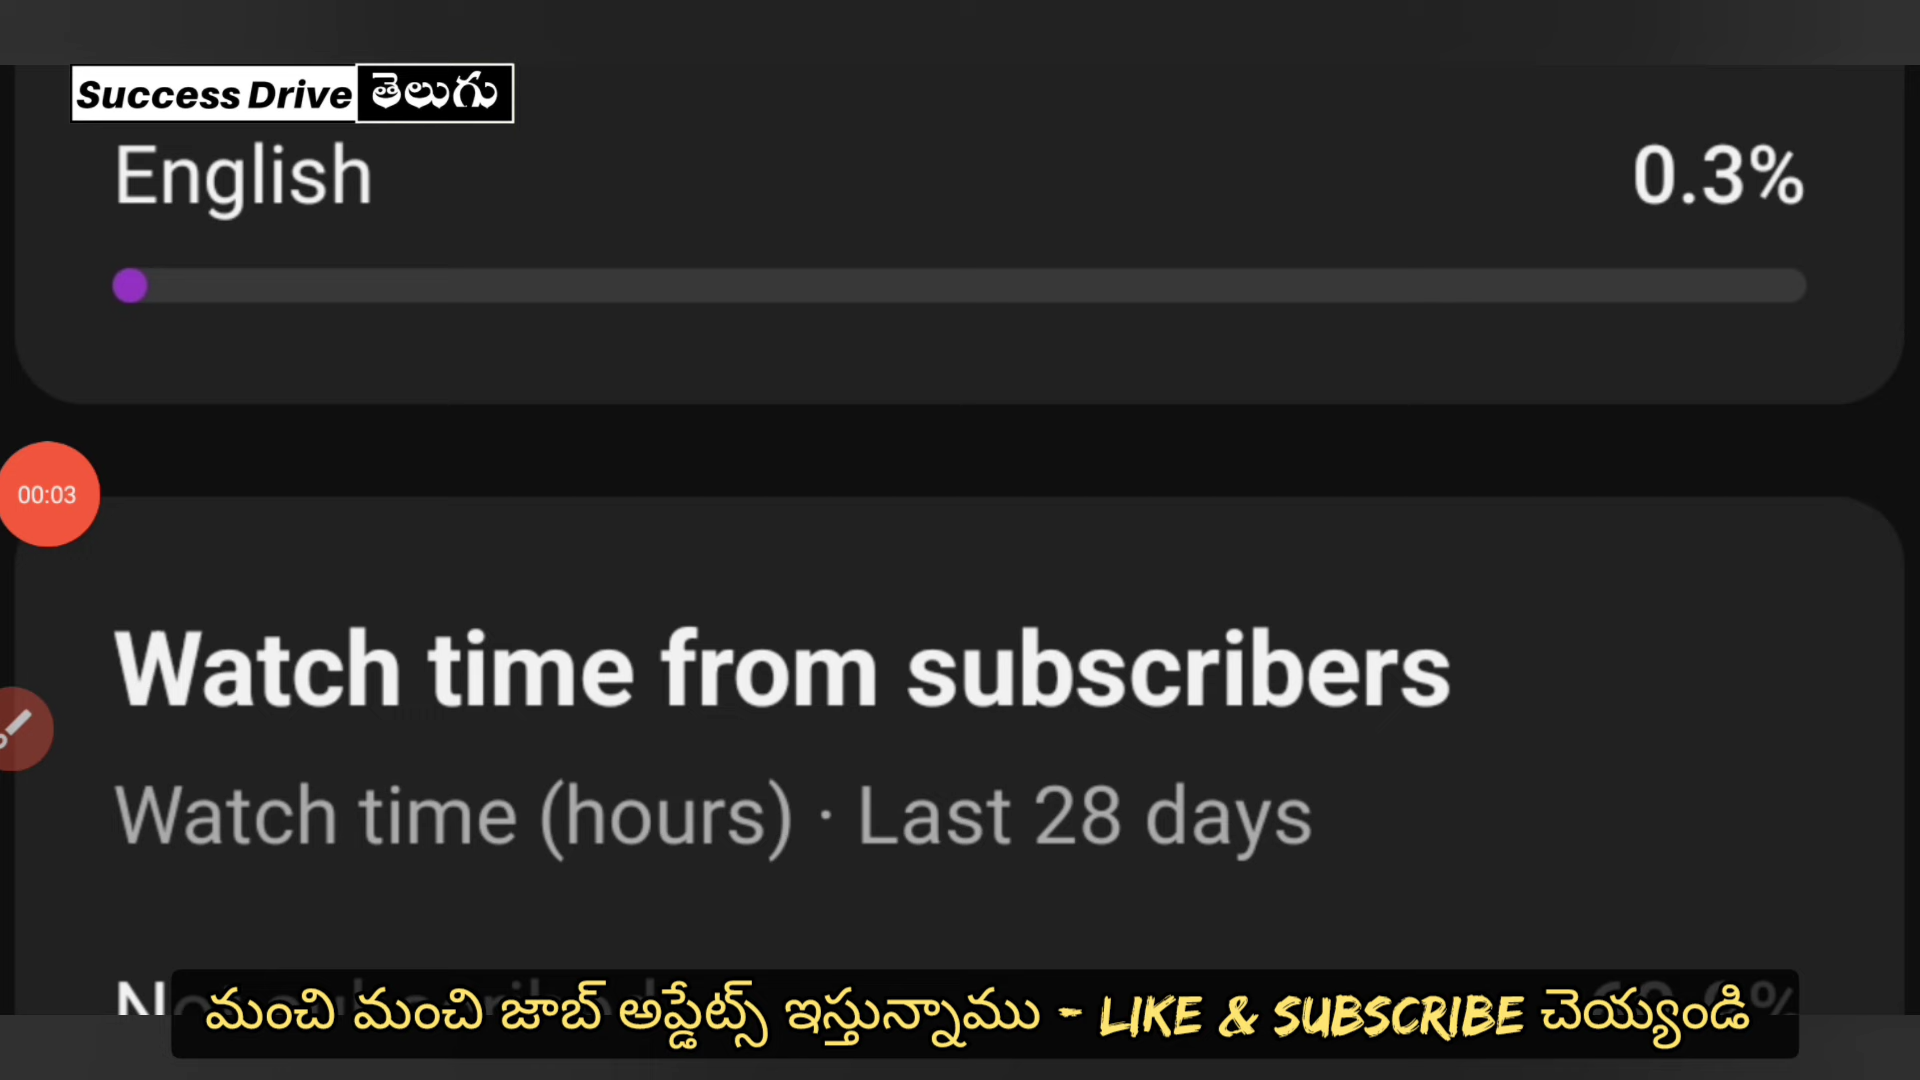 Success Drive తెలుగు
English 0.3%
00:03
Watch time from subscribers
Watch time (hours) · Last 28 days
మంచి మంచి జాబ్ అప్డేట్స్ ఇస్తున్నాము - LIKE & SUBSCRIBE చెయ్యండి